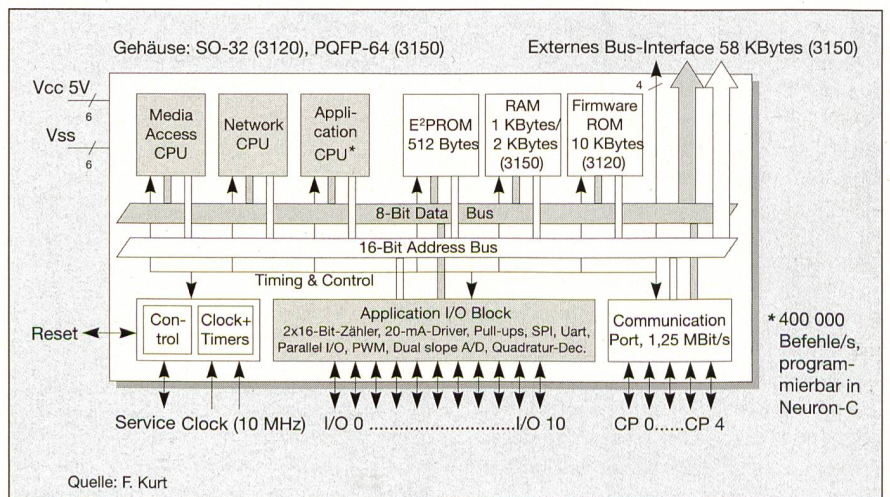 Gehäuse: SO-32 (3120), PQFP-64 (3150)
Externes Bus-Interface 58 KBytes (3150)
Vcc 5V
6
Vss
6
4
Media
Access
CPU
Network
CPU
Appli-
cation
CPU*
E²PROM
512 Bytes
RAM
1 KBytes/
2 KBytes
(3150)
Firmware
ROM
10 KBytes
(3120)
8-Bit Data Bus
16-Bit Address Bus
Timing & Control
Reset
Con-
trol
Clock+
Timers
Application I/O Block
2x16-Bit-Zähler, 20-mA-Driver, Pull-ups, SPI, Uart,
Parallel I/O, PWM, Dual slope A/D, Quadratur-Dec.
Communication
Port, 1,25 MBit/s
* 400 000
Befehle/s,
program-
mierbar in
Neuron-C
Service Clock (10 MHz)
I/O 0 ............................I/O 10
CP 0......CP 4
Quelle: F. Kurt